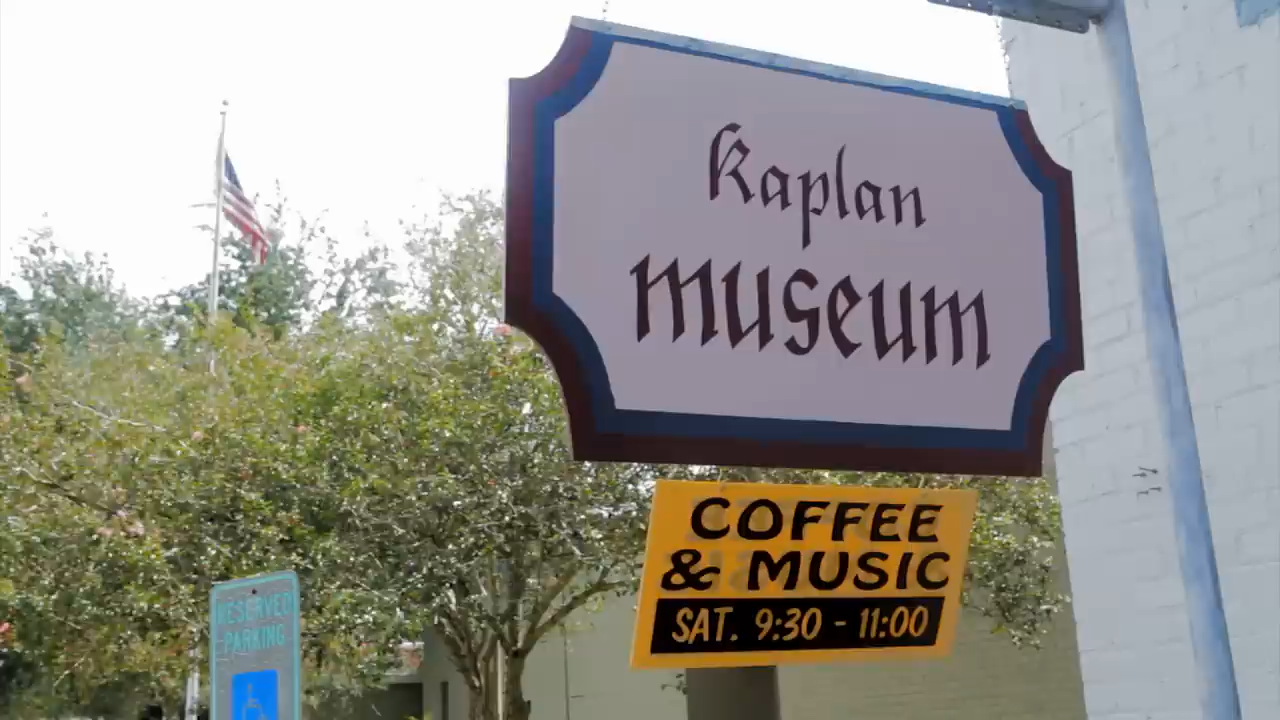 Kaplan
museum
COFFEE
& MUSIC
SAT. 9:30 - 11:00
RESERVED
PARKING